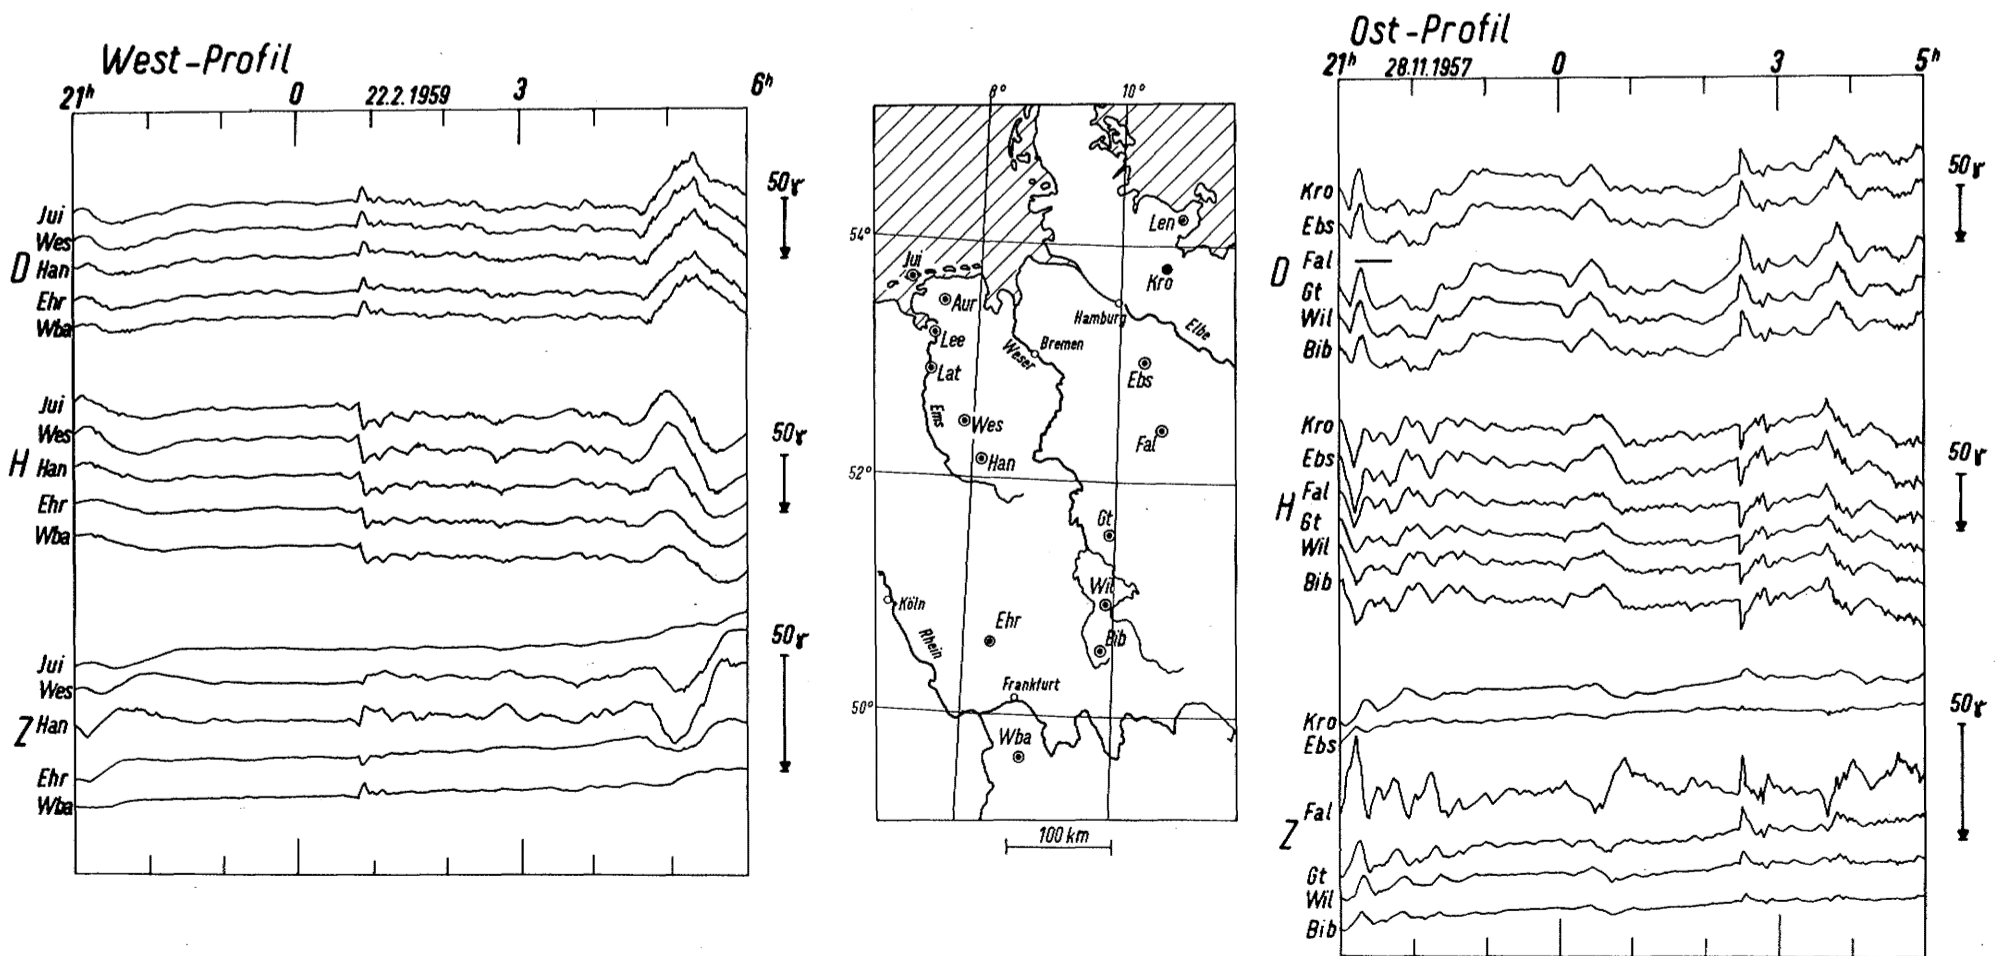 West-Profil
21h 0 22.2.1959 3 6h
50γ
Jui
Wes
D Han
Ehr
Wba
Jui
Wes
50γ
H Han
Ehr
Wba
50γ
Jui
Wes
Z Han
Ehr
Wba
8° 10°
Len
54°
Jui
Kro
Aur
Hamburg
Elbe
Lee
Weser
Bremen
Lat
Ebs
Ems
Wes
Fal
Han
52°
Gt
Wil
Köln
Ehr
Rhein
Bib
Frankfurt
50°
Wba
100 km
Ost-Profil
21h 28.11.1957 0 3 5h
50γ
Kro
Ebs
D Fal
Gt
Wil
Bib
Kro
50γ
Ebs
H Fal
Gt
Wil
Bib
50γ
Kro
Ebs
Fal
Z
Gt
Wil
Bib